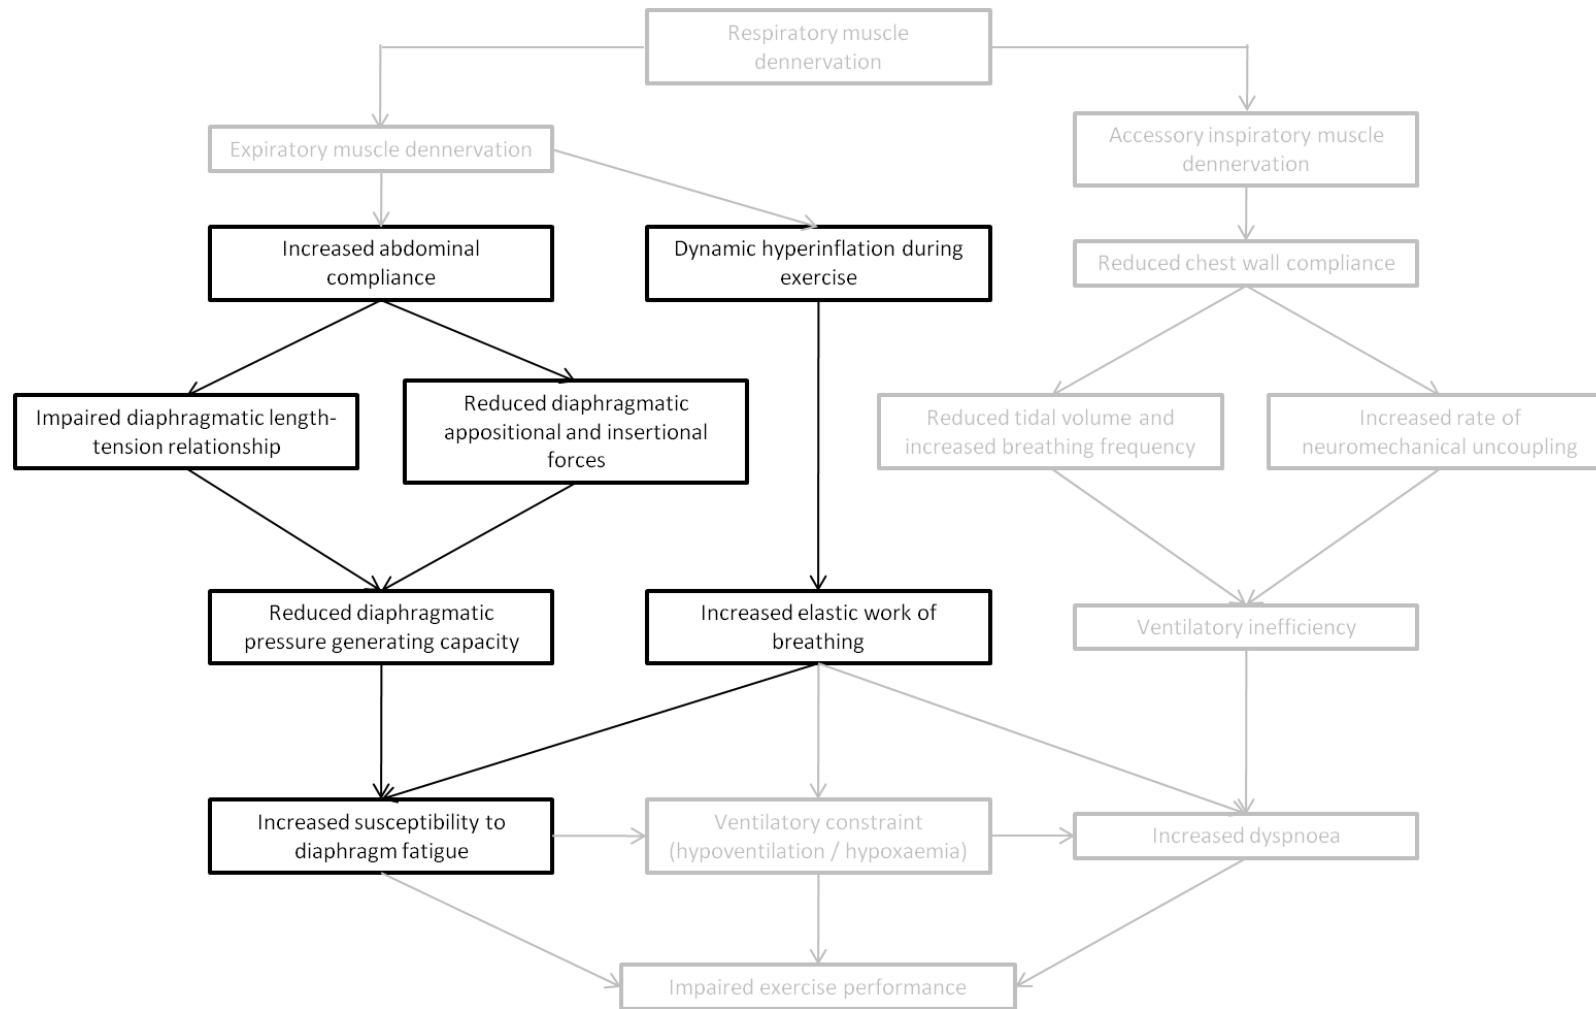 Respiratory muscle
dennervation
Expiratory muscle dennervation
Accessory inspiratory muscle
dennervation
Increased abdominal
compliance
Dynamic hyperinflation during
exercise
Reduced chest wall compliance
Impaired diaphragmatic length-
tension relationship
Reduced diaphragmatic
appositional and insertional
forces
Reduced tidal volume and
increased breathing frequency
Increased rate of
neuromechanical uncoupling
Reduced diaphragmatic
pressure generating capacity
Increased elastic work of
breathing
Ventilatory inefficiency
Increased susceptibility to
diaphragm fatigue
Ventilatory constraint
(hypoventilation / hypoxaemia)
Increased dyspnoea
Impaired exercise performance